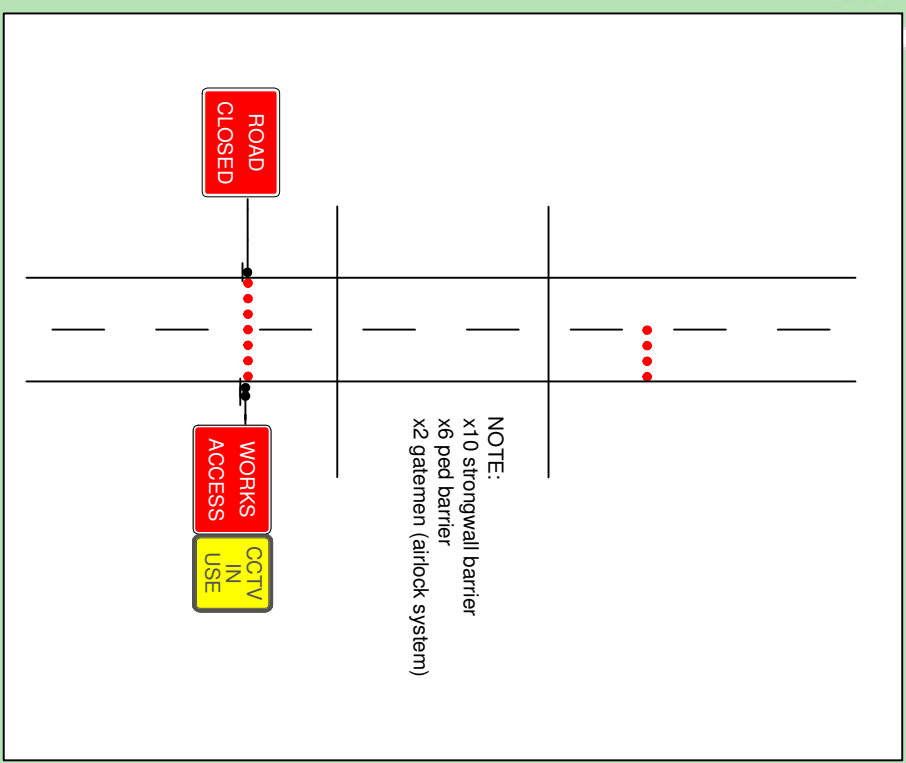 ROAD
CLOSED
WORKS
ACCESS
CCTV
IN
USE
NOTE:
x10 strongwall barrier
x6 ped barrier
x2 gatemen (airlock system)